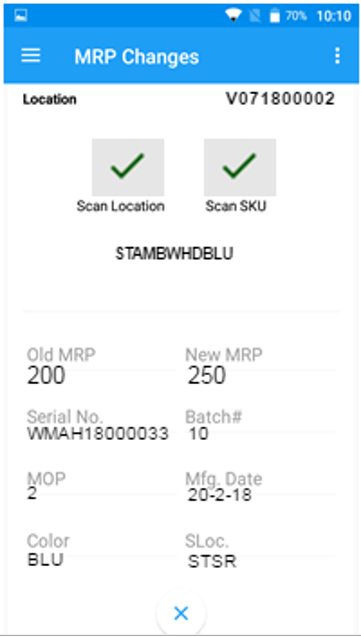 70% 10:10
MRP Changes
Location V071800002
Scan Location Scan SKU
STAMBWHDBLU
Old MRP New MRP
200 250
Serial No. Batch#
WMAH18000033 10
MOP Mfg. Date
2 20-2-18
Color SLoc.
BLU STSR